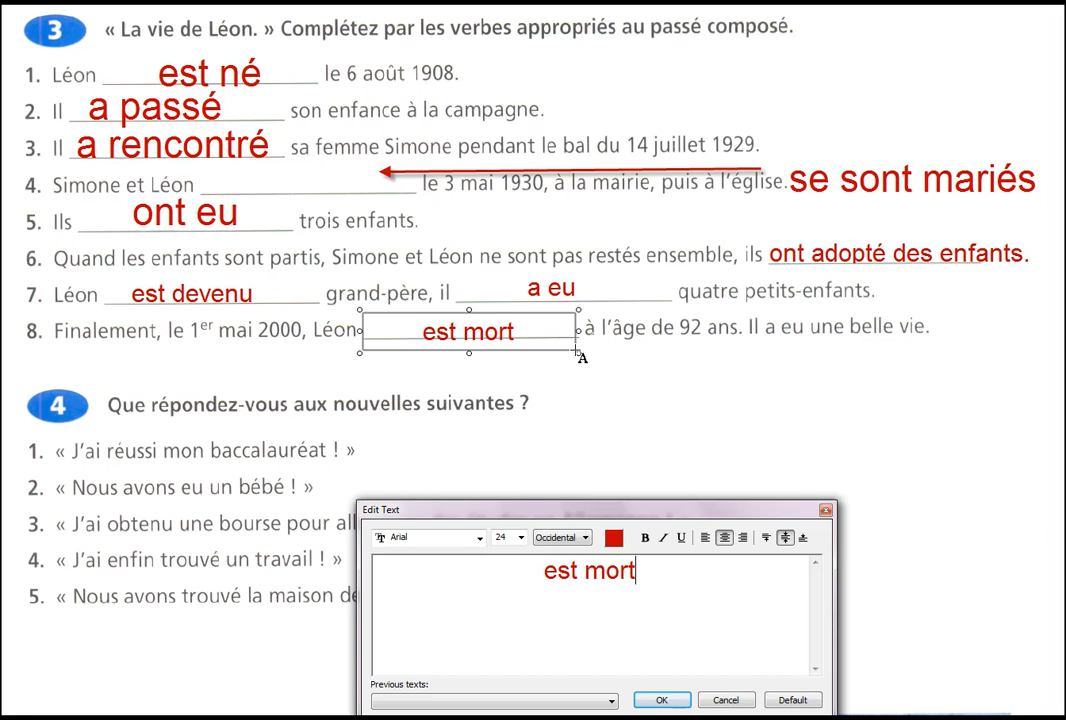 3 « La vie de Léon. » Complétez par les verbes appropriés au passé composé.
1. Léon est né le 6 août 1908.
2. Il a passé son enfance à la campagne.
3. Il a rencontré sa femme Simone pendant le bal du 14 juillet 1929.
4. Simone et Léon le 3 mai 1930, à la mairie, puis à l'église. se sont mariés
5. Ils ont eu trois enfants.
6. Quand les enfants sont partis, Simone et Léon ne sont pas restés ensemble, ils ont adopté des enfants.
7. Léon est devenu grand-père, il a eu quatre petits-enfants.
8. Finalement, le 1er mai 2000, Léon est mort à l'âge de 92 ans. Il a eu une belle vie.
A
4 Que répondez-vous aux nouvelles suivantes ?
1. « J'ai réussi mon baccalauréat ! »
2. « Nous avons eu un bébé ! »
3. « J'ai obtenu une bourse pour all
4. « J'ai enfin trouvé un travail ! »
5. « Nous avons trouvé la maison de
Edit Text
Arial 24 Occidental B I U
est mort
Previous texts:
OK Cancel Default